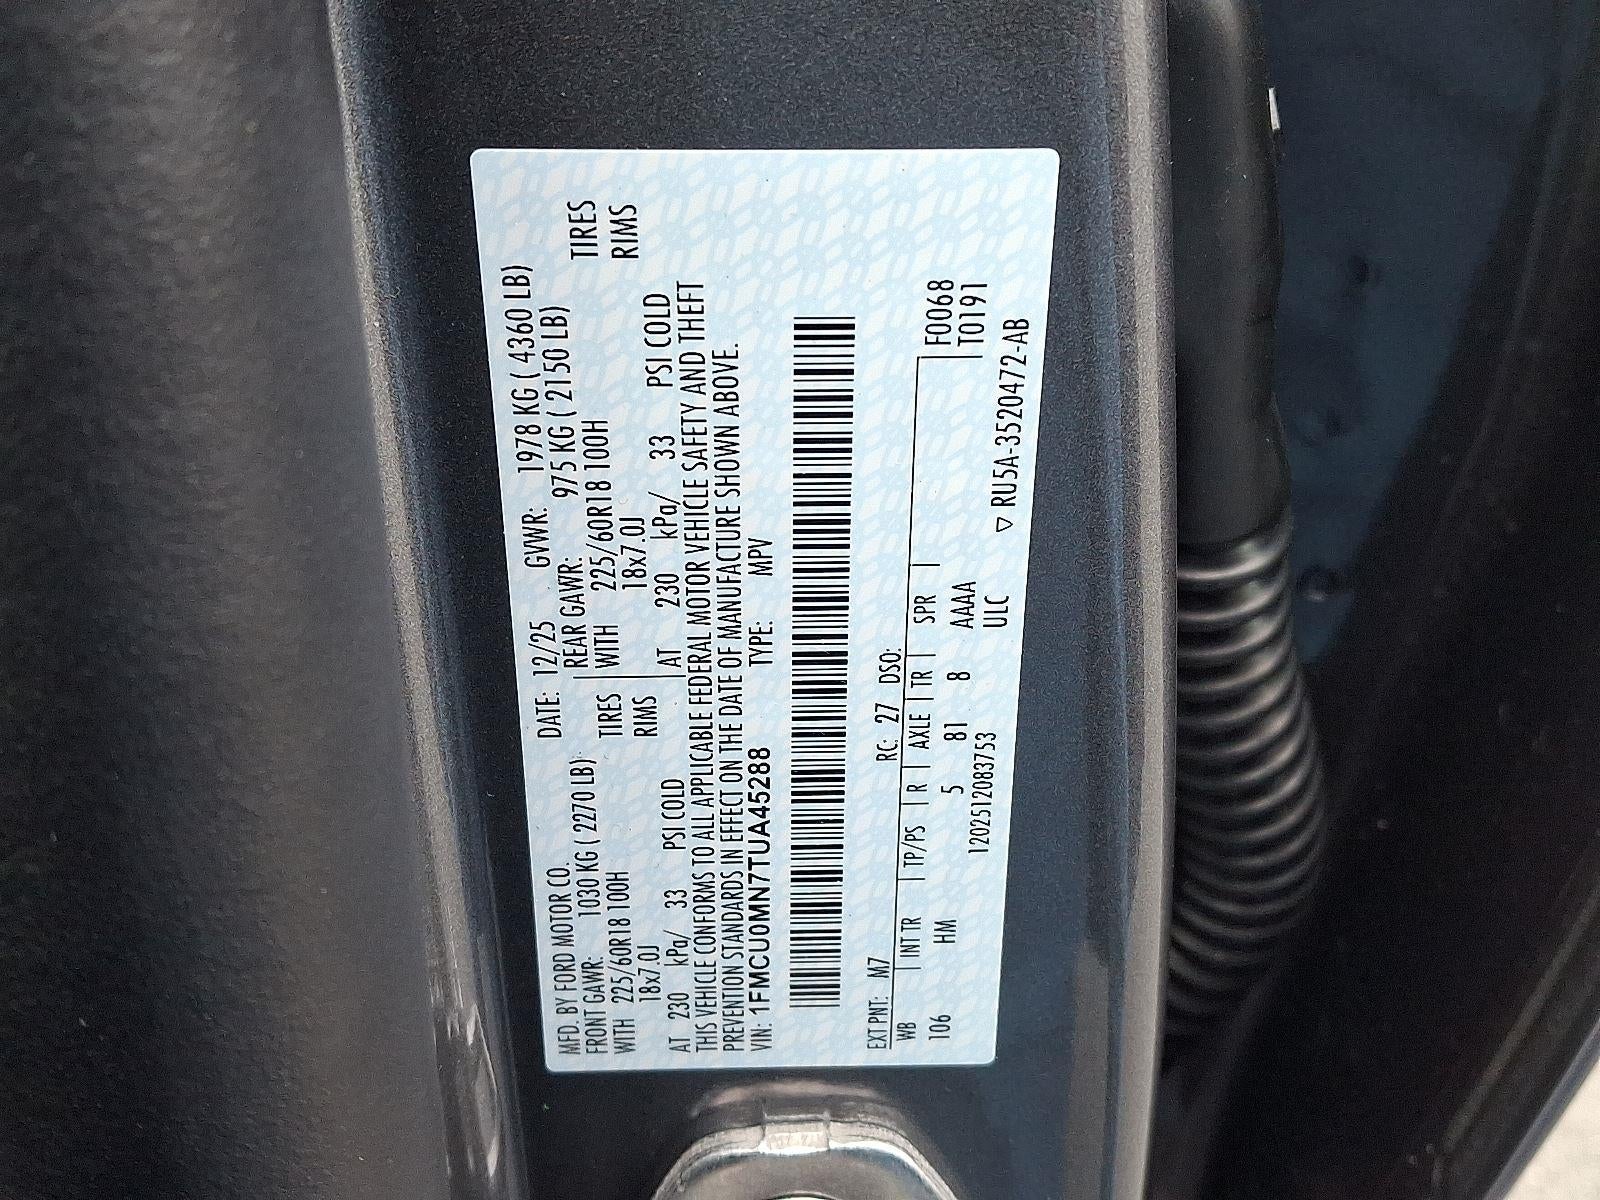 MFD. BY FORD MOTOR CO. DATE: 12/25 GVWR: 1978 KG ( 4360 LB)
FRONT GAWR: 1030 KG ( 2270 LB) REAR GAWR: 975 KG ( 2150 LB)
WITH 225/60R18 100H TIRES WITH 225/60R18 100H TIRES
18x7.0J RIMS 18x7.0J RIMS
AT 230 kPa/ 33 PSI COLD AT 230 kPa/ 33 PSI COLD
THIS VEHICLE CONFORMS TO ALL APPLICABLE FEDERAL MOTOR VEHICLE SAFETY AND THEFT
PREVENTION STANDARDS IN EFFECT ON THE DATE OF MANUFACTURE SHOWN ABOVE.
VIN: 1FMCU0MN7TUA45288 TYPE: MPV
EXT PNT: M7 RC: 27 DSO:
WB INT TR TP/PS R AXLE TR SPR F0068
106 HM 5 81 8 AAAA T0191
1202512083753 ULC
▽ RU5A-3520472-AB